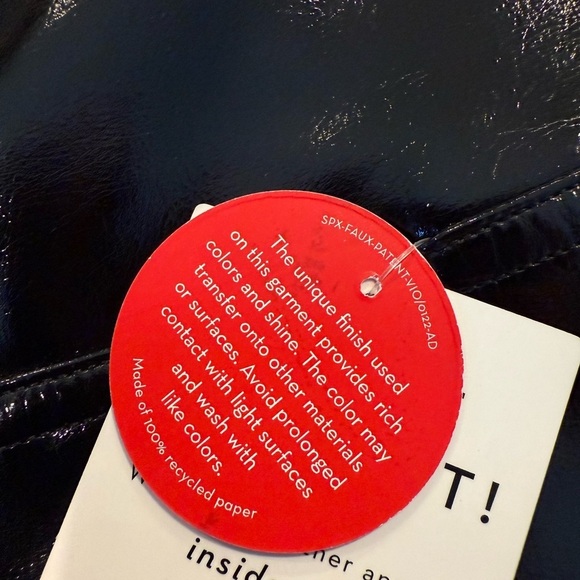 SPX-FAUX-PATENT-V10/0122-AD
The unique finish used
on this garment provides rich
colors and shine. The color may
transfer onto other materials
or surfaces. Avoid prolonged
contact with light surfaces
and wash with
like colors.
Made of 100% recycled paper
T!
insid